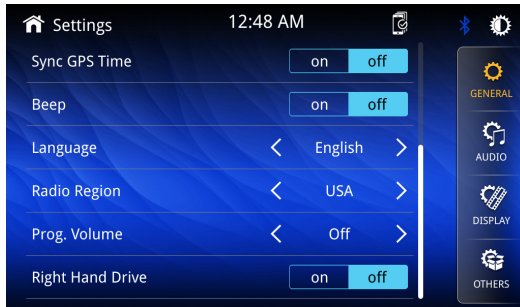 Settings 12:48 AM
Sync GPS Time on off
Beep on off
Language English
Radio Region USA
Prog. Volume Off
Right Hand Drive on off
GENERAL
AUDIO
DISPLAY
OTHERS